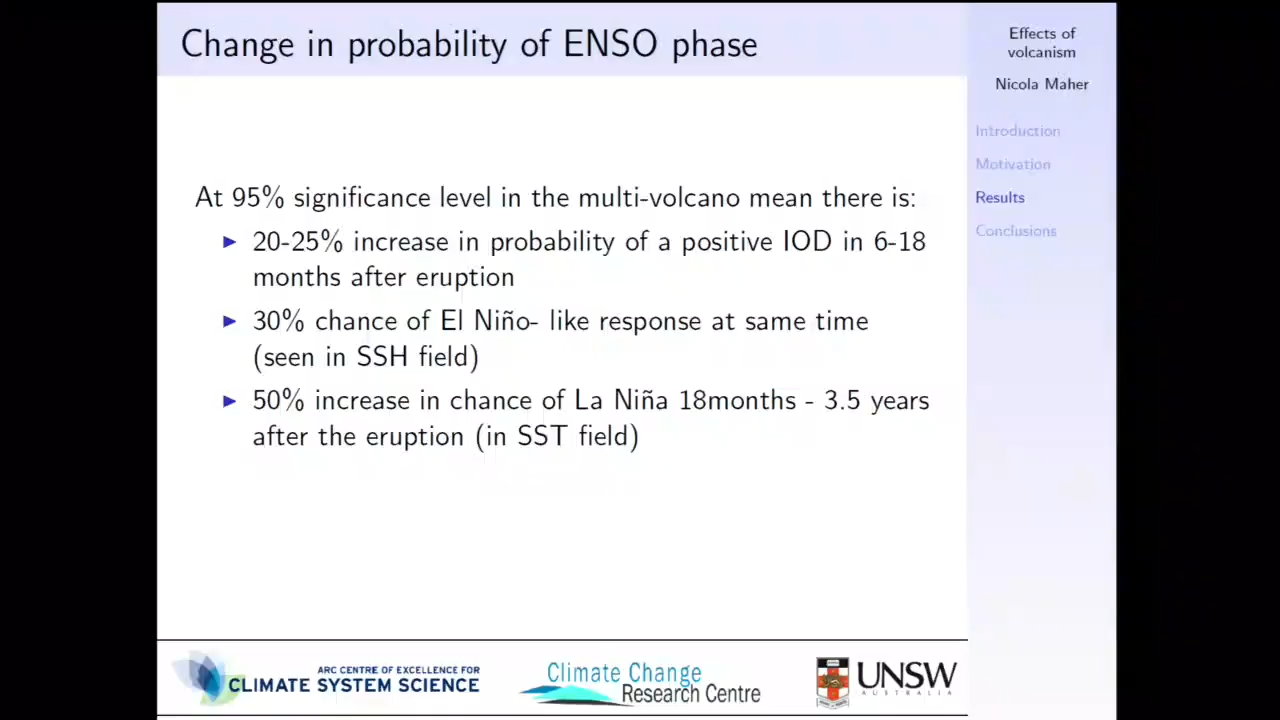 Change in probability of ENSO phase
At 95% significance level in the multi-volcano mean there is:
20-25% increase in probability of a positive IOD in 6-18
months after eruption
30% chance of El Niño- like response at same time
(seen in SSH field)
50% increase in chance of La Niña 18months - 3.5 years
after the eruption (in SST field)
Effects of
volcanism
Nicola Maher
Introduction
Motivation
Results
Conclusions
ARC CENTRE OF EXCELLENCE FOR
CLIMATE SYSTEM SCIENCE
Climate Change
Research Centre
UNSW
AUSTRALIA